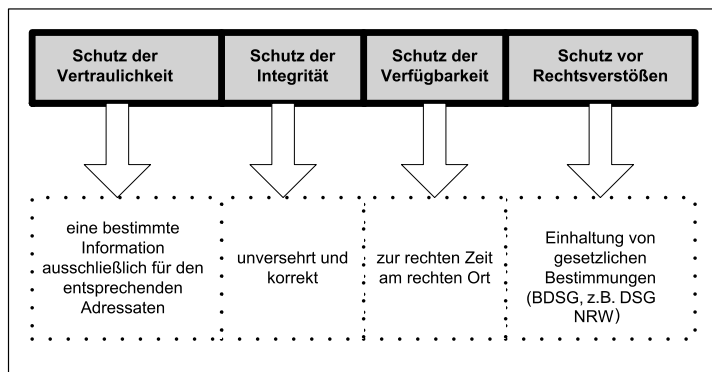 Schutz der
Vertraulichkeit
Schutz der
Integrität
Schutz der
Verfügbarkeit
Schutz vor
Rechtsverstößen
eine bestimmte
Information
ausschließlich für den
entsprechenden
Adressaten
unversehrt und
korrekt
zur rechten Zeit
am rechten Ort
Einhaltung von
gesetzlichen
Bestimmungen
(BDSG, z.B. DSG
NRW)